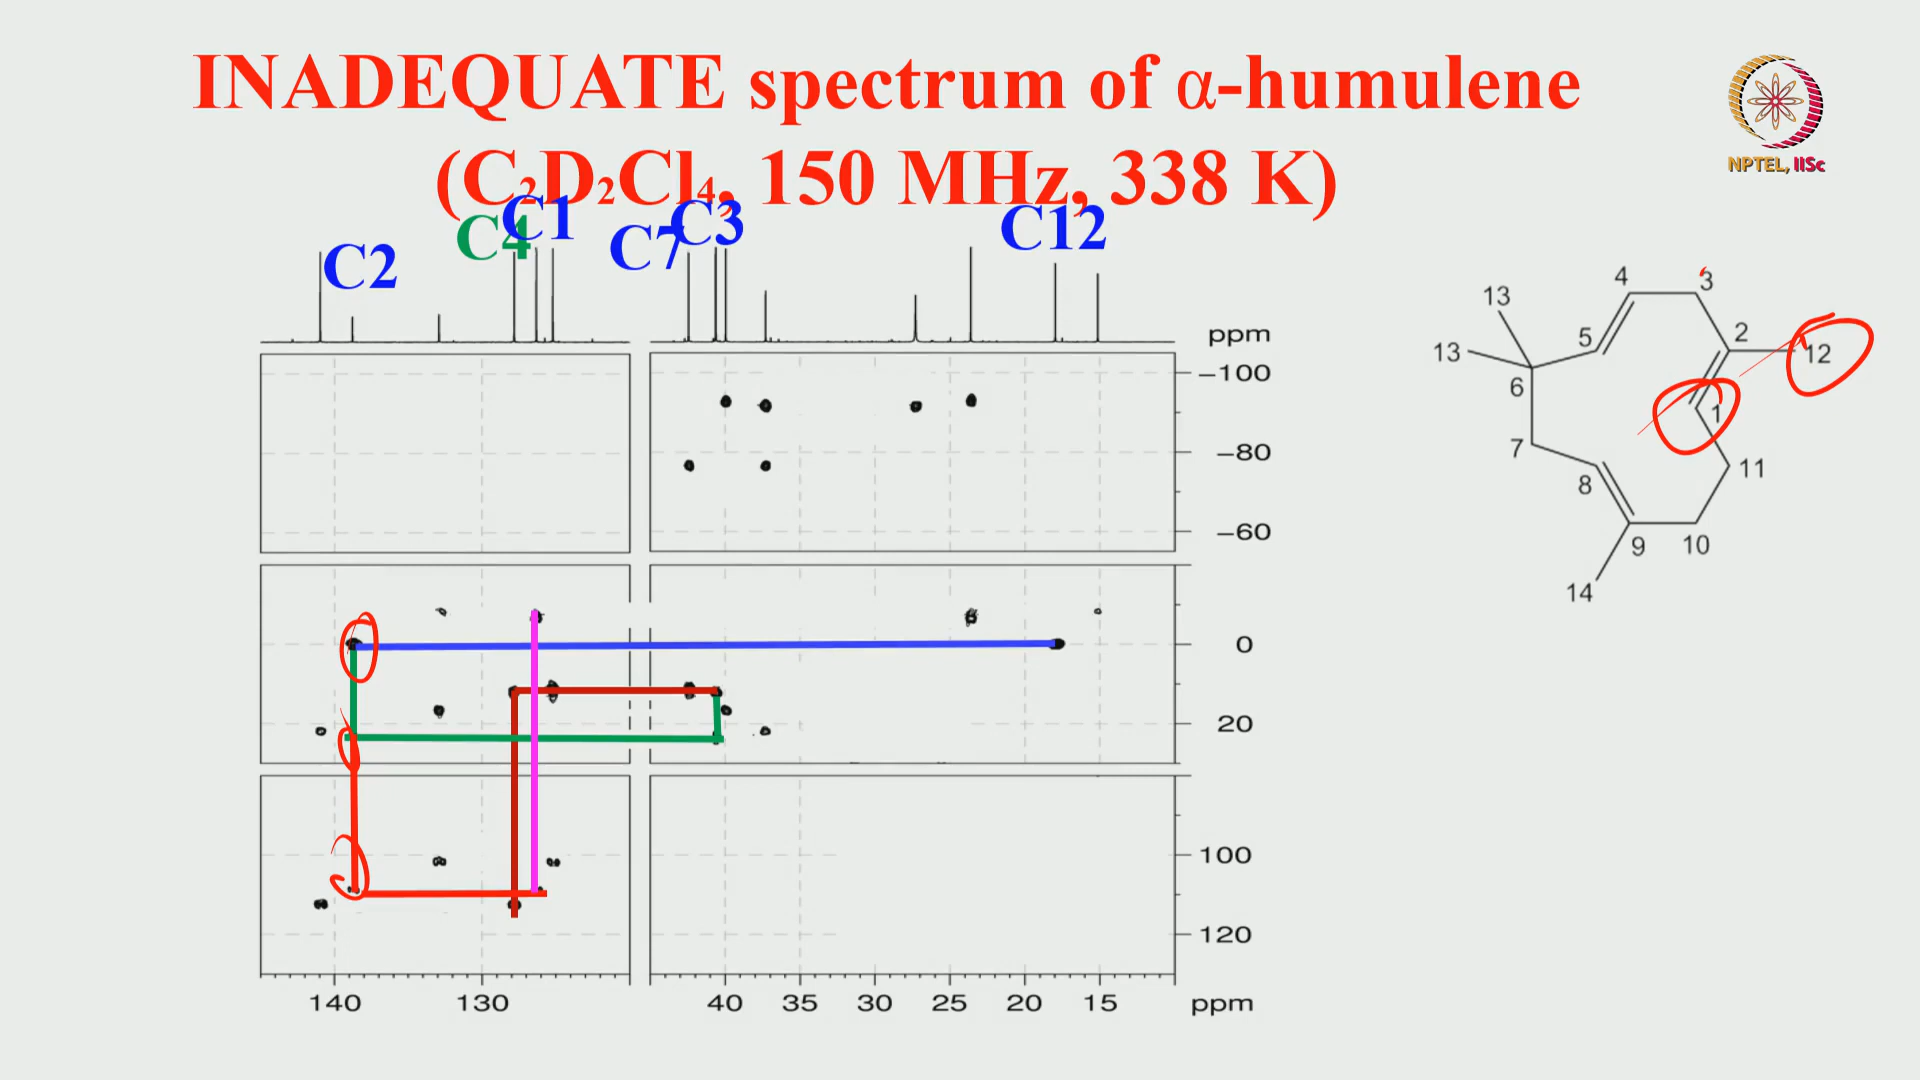 INADEQUATE spectrum of α-humulene
(C₂D₂Cl₄, 150 MHz, 338 K)
NPTEL, IISc
C2
C4
C1
C7
C3
C12
ppm
−100
−80
−60
0
20
100
120
140
130
40
35
30
25
20
15
ppm
13
4
3
5
2
13
12
6
1
7
11
8
9
10
14